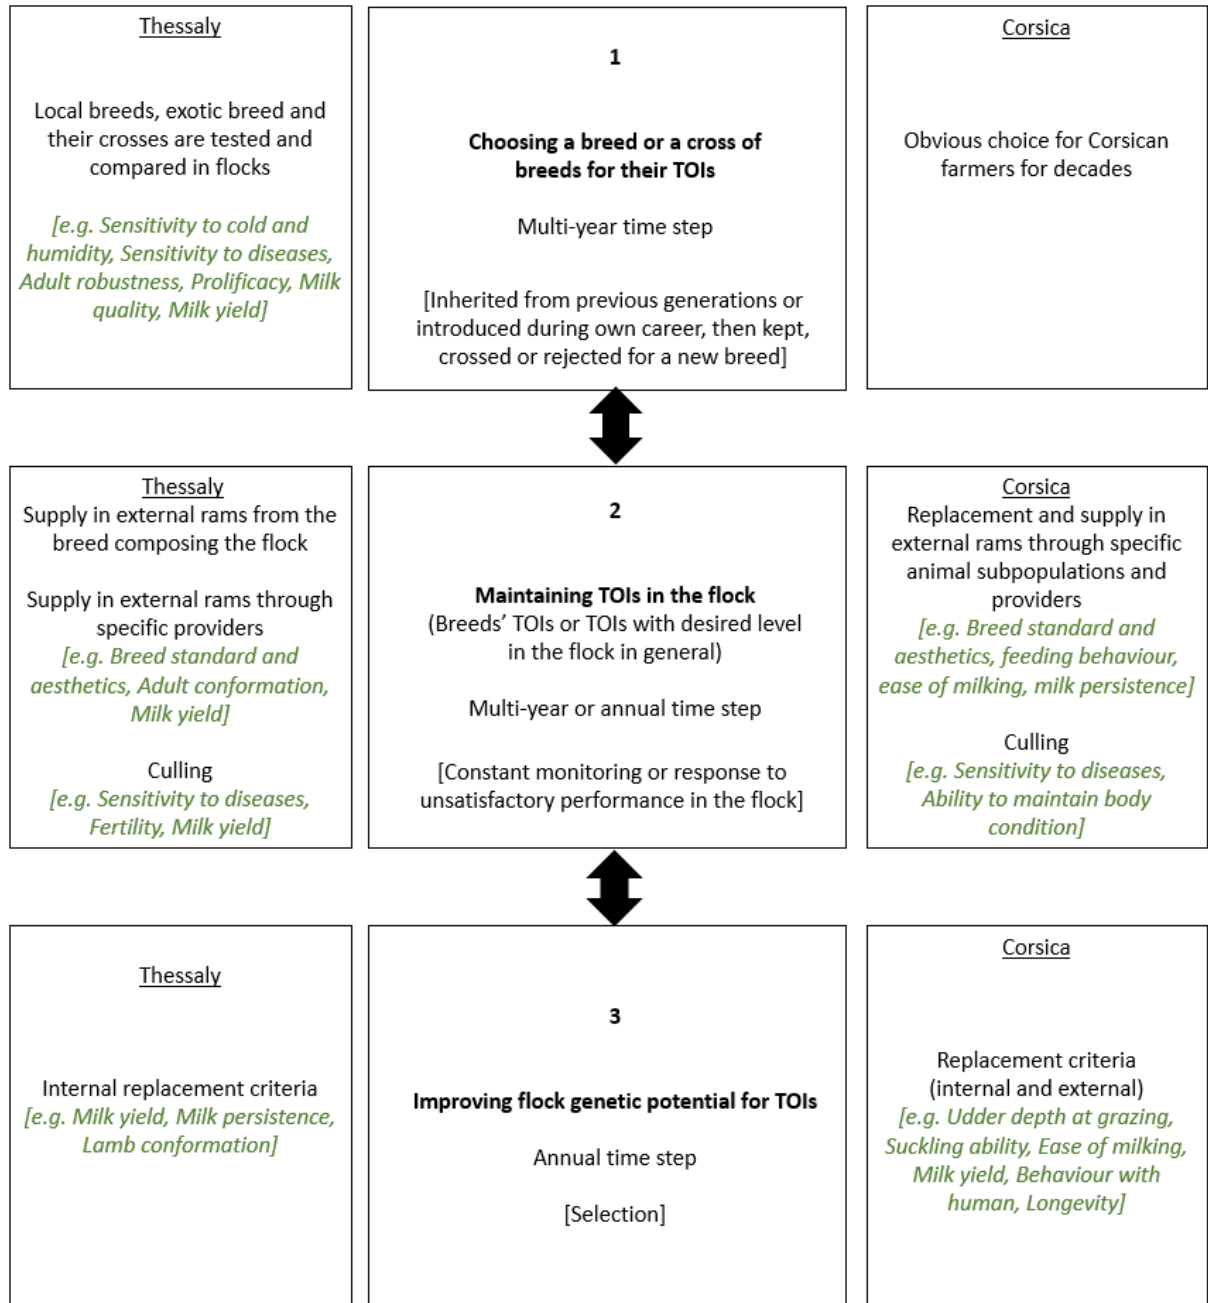 Thessaly
Local breeds, exotic breed and
their crosses are tested and
compared in flocks
[e.g. Sensitivity to cold and
humidity, Sensitivity to diseases,
Adult robustness, Prolificacy, Milk
quality, Milk yield]
1
Choosing a breed or a cross of
breeds for their TOIs
Multi-year time step
[Inherited from previous generations or
introduced during own career, then kept,
crossed or rejected for a new breed]
Corsica
Obvious choice for Corsican
farmers for decades
Thessaly
Supply in external rams from the
breed composing the flock
Supply in external rams through
specific providers
[e.g. Breed standard and
aesthetics, Adult conformation,
Milk yield]
Culling
[e.g. Sensitivity to diseases,
Fertility, Milk yield]
2
Maintaining TOIs in the flock
(Breeds’ TOIs or TOIs with desired level
in the flock in general)
Multi-year or annual time step
[Constant monitoring or response to
unsatisfactory performance in the flock]
Corsica
Replacement and supply in
external rams through specific
animal subpopulations and
providers
[e.g. Breed standard and
aesthetics, feeding behaviour,
ease of milking, milk persistence]
Culling
[e.g. Sensitivity to diseases,
Ability to maintain body
condition]
Thessaly
Internal replacement criteria
[e.g. Milk yield, Milk persistence,
Lamb conformation]
3
Improving flock genetic potential for TOIs
Annual time step
[Selection]
Corsica
Replacement criteria
(internal and external)
[e.g. Udder depth at grazing,
Suckling ability, Ease of milking,
Milk yield, Behaviour with
human, Longevity]